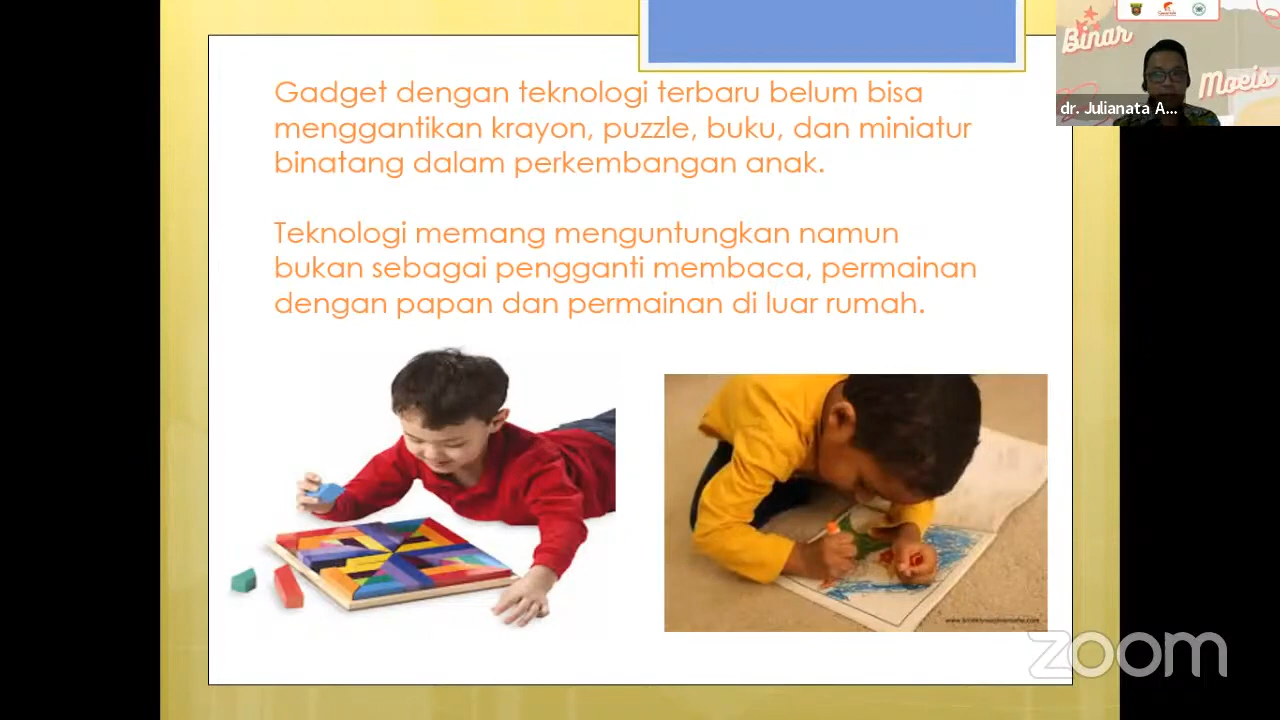 Gadget dengan teknologi terbaru belum bisa
menggantikan krayon, puzzle, buku, dan miniatur
binatang dalam perkembangan anak.
Teknologi memang menguntungkan namun
bukan sebagai pengganti membaca, permainan
dengan papan dan permainan di luar rumah.
Binar
Moeis
dr. Julianata A...
zoom